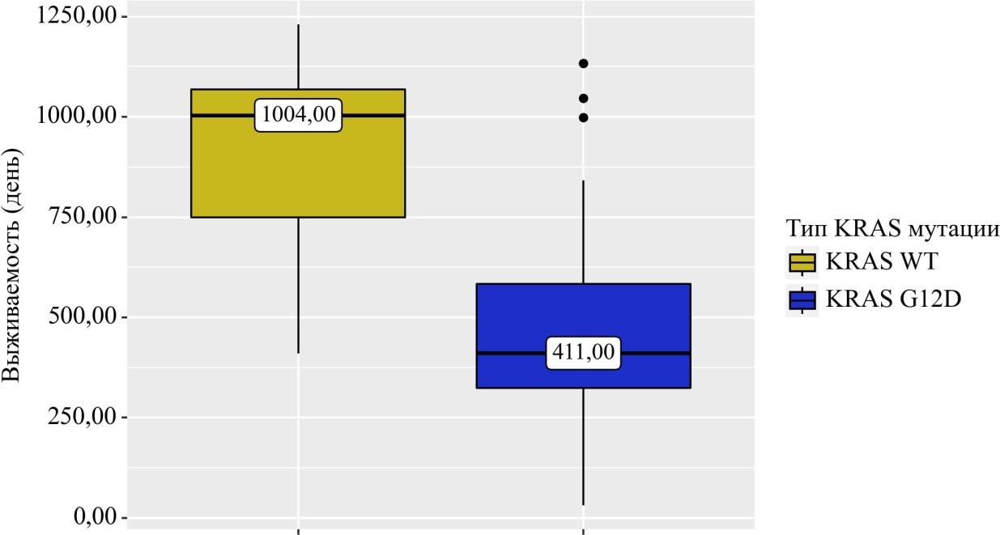 Выживаемость (день)
1250,00
1000,00
750,00
500,00
250,00
0,00
1004,00
411,00
Тип KRAS мутации
KRAS WT
KRAS G12D